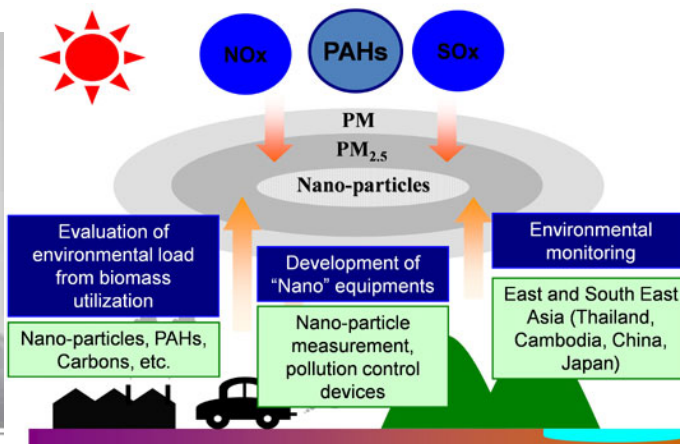 NOx
PAHs
SOx
PM
PM2.5
Nano-particles
Evaluation of
environmental load
from biomass
utilization
Nano-particles, PAHs,
Carbons, etc.
Development of
“Nano” equipments
Nano-particle
measurement,
pollution control
devices
Environmental
monitoring
East and South East
Asia (Thailand,
Cambodia, China,
Japan)